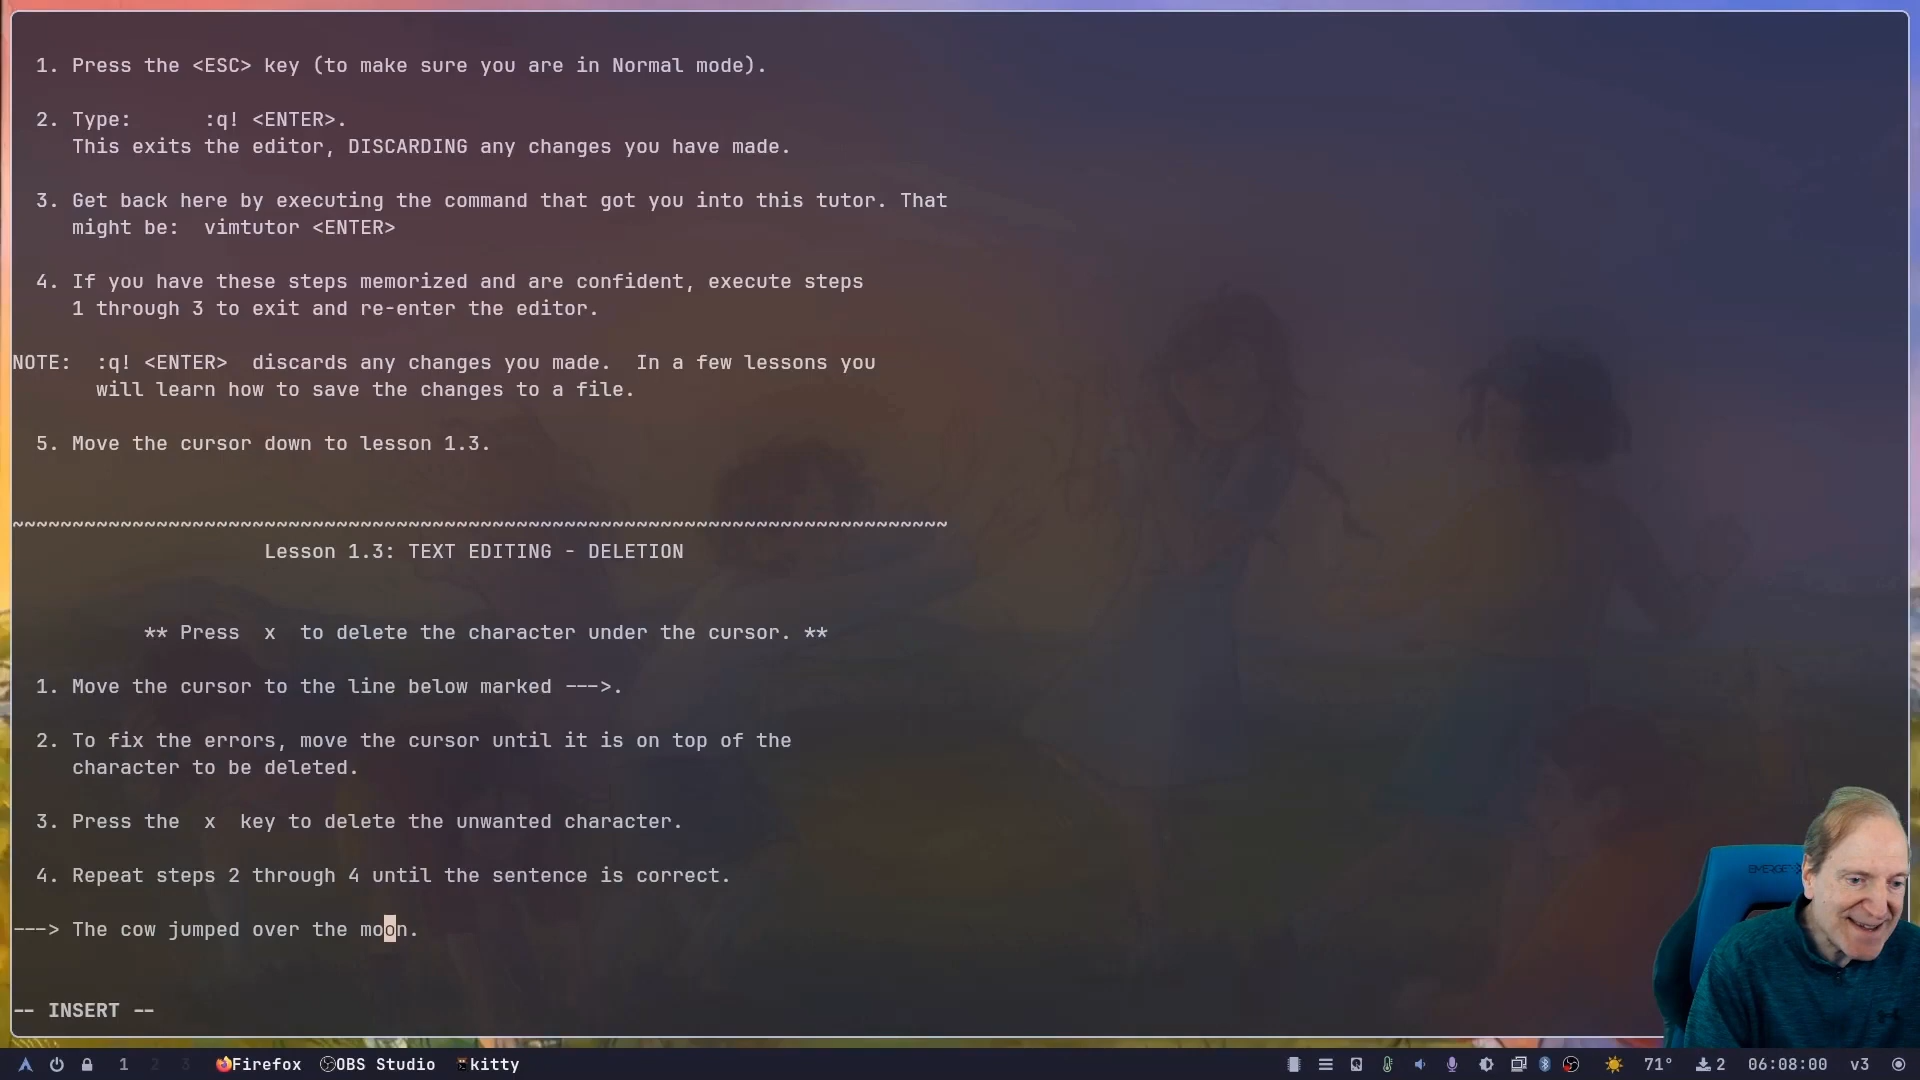 1. Press the <ESC> key (to make sure you are in Normal mode).
2. Type:      :q! <ENTER>.
This exits the editor, DISCARDING any changes you have made.
3. Get back here by executing the command that got you into this tutor. That
might be:  vimtutor <ENTER>
4. If you have these steps memorized and are confident, execute steps
1 through 3 to exit and re-enter the editor.
NOTE:  :q! <ENTER>  discards any changes you made.  In a few lessons you
will learn how to save the changes to a file.
5. Move the cursor down to lesson 1.3.
~~~~~~~~~~~~~~~~~~~~~~~~~~~~~~~~~~~~~~~~~~~~~~~~~~~~~~~~~~~~~~~~~~~~~~~~~~~~~~
Lesson 1.3: TEXT EDITING - DELETION
** Press  x  to delete the character under the cursor. **
1. Move the cursor to the line below marked --->.
2. To fix the errors, move the cursor until it is on top of the
character to be deleted.
3. Press the  x  key to delete the unwanted character.
4. Repeat steps 2 through 4 until the sentence is correct.
---> The cow jumped over the moon.
-- INSERT --
EMERGE
1 2 3 Firefox OBS Studio kitty 71° 2 06:08:00 v3